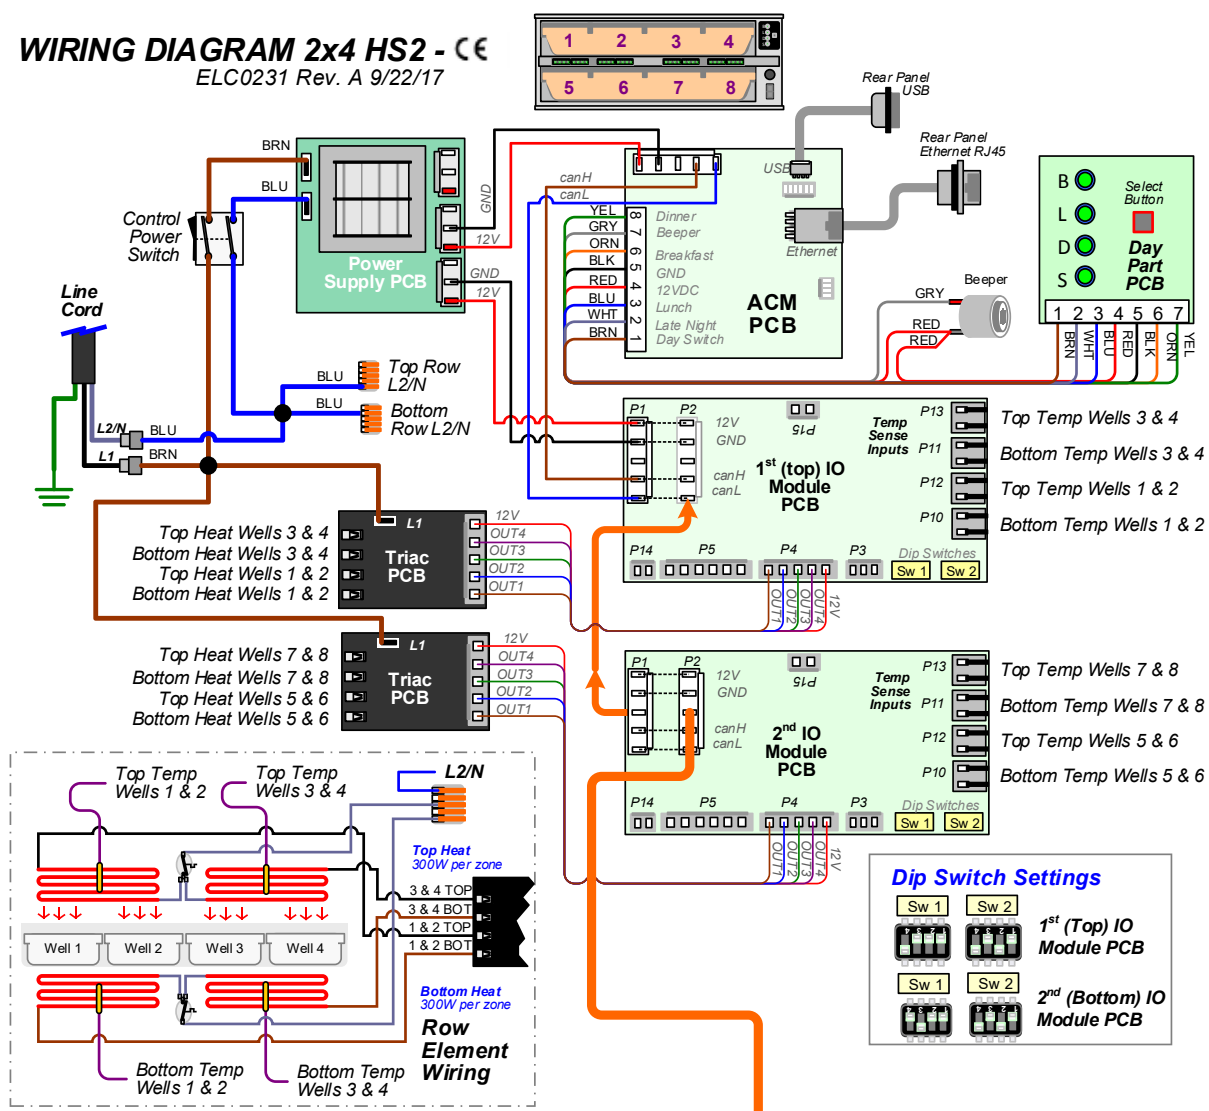 WIRING DIAGRAM 2x4 HS2 - CE
ELC0231 Rev. A 9/22/17
1 2 3 4
5 6 7 8
Rear Panel
USB
Rear Panel
Ethernet RJ45
USB
Ethernet
BRN
BLU
Control
Power
Switch
Power
Supply PCB
GND
12V
GND
12V
canH
canL
YEL
GRY
ORN
BLK
RED
BLU
WHT
BRN
8
7
6
5
4
3
2
1
Dinner
Beeper
Breakfast
GND
12VDC
Lunch
Late Night
Day Switch
ACM
PCB
Beeper
GRY
RED
RED
B
L
D
S
Select
Button
Day
Part
PCB
1 2 3 4 5 6 7
BRN
WHT
BLU
RED
BLK
ORN
YEL
Line
Cord
L2/N
L1
BLU
BRN
BLU
BLU
Top Row
L2/N
Bottom
Row L2/N
P1
P2
12V
GND
canH
canL
P15
1st (top) IO
Module
PCB
Temp
Sense
Inputs
P13
P11
P12
P10
Top Temp Wells 3 & 4
Bottom Temp Wells 3 & 4
Top Temp Wells 1 & 2
Bottom Temp Wells 1 & 2
Dip Switches
Sw 1
Sw 2
P14
P5
P4
P3
OUT1
OUT2
OUT3
OUT4
12V
Top Heat Wells 3 & 4
Bottom Heat Wells 3 & 4
Top Heat Wells 1 & 2
Bottom Heat Wells 1 & 2
L1
Triac
PCB
12V
OUT4
OUT3
OUT2
OUT1
Top Heat Wells 7 & 8
Bottom Heat Wells 7 & 8
Top Heat Wells 5 & 6
Bottom Heat Wells 5 & 6
L1
Triac
PCB
12V
OUT4
OUT3
OUT2
OUT1
P1
P2
12V
GND
canH
canL
P15
2nd IO
Module
PCB
Temp
Sense
Inputs
P13
P11
P12
P10
Top Temp Wells 7 & 8
Bottom Temp Wells 7 & 8
Top Temp Wells 5 & 6
Bottom Temp Wells 5 & 6
Dip Switches
Sw 1
Sw 2
P14
P5
P4
P3
OUT1
OUT2
OUT3
OUT4
12V
Top Temp
Wells 1 & 2
Top Temp
Wells 3 & 4
L2/N
Top Heat
300W per zone
3 & 4 TOP
3 & 4 BOT
1 & 2 TOP
1 & 2 BOT
Well 1
Well 2
Well 3
Well 4
Bottom Heat
300W per zone
Row
Element
Wiring
Bottom Temp
Wells 1 & 2
Bottom Temp
Wells 3 & 4
Dip Switch Settings
Sw 1
Sw 2
1st (Top) IO
Module PCB
Sw 1
Sw 2
2nd (Bottom) IO
Module PCB